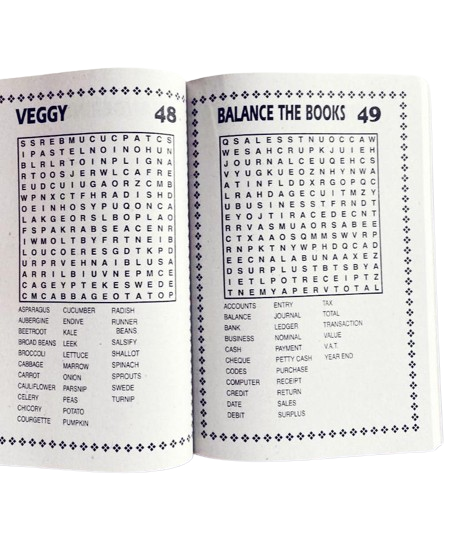 VEGGY 48
S S R E B M U C U C P A T C S
I P A S T E L N O I N O H U N
B L R L R T O I N P L I G N A
R T O O S J E R W L C A F R E
E U D C U I U G A O R Z C M B
W P N X C T F H R A D I S H D
O E I N H O S P U Q O N C A
L A K G E O R S L B O P L A O
F S P A K R A B S E A C E N R
I W M O L T B Y F R T N E I B
L O U C O E R E S G D T K P D
U R P R V E H N A I B L U S A
A R R I L B I U V N E P M C E
C A G E Y P T E K E S W E D E
C M C A B B A G E O T A T O P
ASPARAGUS CUCUMBER RADISH
AUBERGINE ENDIVE RUNNER
BEETROOT KALE BEANS
BROAD BEANS LEEK SALSIFY
BROCCOLI LETTUCE SHALLOT
CABBAGE MARROW SPINACH
CARROT ONION SPROUTS
CAULIFLOWER PARSNIP SWEDE
CELERY PEAS TURNIP
CHICORY POTATO
COURGETTE PUMPKIN
BALANCE THE BOOKS 49
Q S A L E S S T N U O C C A W
W E S A H C R U P K J U I E H
J O U R N A L C E U Q E H C S
V Y U G K U E O Z N H Y N W A
A T I N F L D D X R G O P Q C
L R A H D A G E C U I T M Z Y
U B U S I N E S S T F R N D T
E Y O J T I R A C E D E C N T
R R V A S M U A O R S A B E E
C T X A A O S Q M M S W V R P
R N P K T N Y W P H D Q C A D
E E C N A L A B U N A A X E Z
D S U R P L U S T B T S B Y A
I E T L P O T R E C E I P T Z
T N E M Y A P E R V T O T A L
ACCOUNTS ENTRY TAX
BALANCE JOURNAL TOTAL
BANK LEDGER TRANSACTION
BUSINESS NOMINAL VALUE
CASH PAYMENT V.A.T.
CHEQUE PETTY CASH YEAR END
CODES PURCHASE
COMPUTER RECEIPT
CREDIT RETURN
DATE SALES
DEBIT SURPLUS